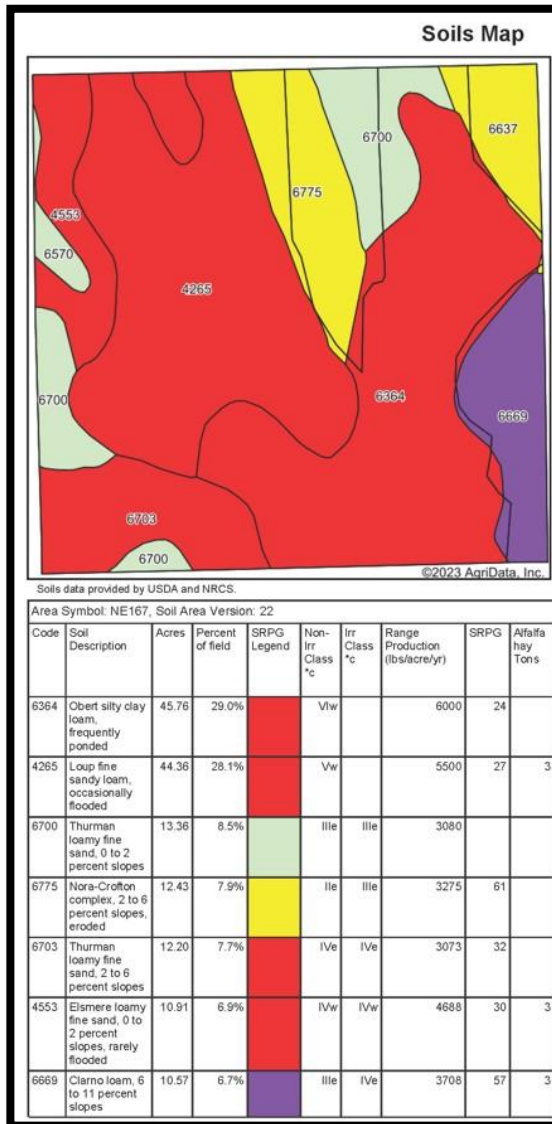 Soils Map
6637
6700
6775
4553
6570
4265
6700
6364
6669
6703
6700
©2023 AgriData, Inc.
Soils data provided by USDA and NRCS.
Area Symbol: NE167, Soil Area Version: 22
Code Soil Description Acres Percent of field SRPG Legend Non-Irr Class *c Irr Class *c Range Production (lbs/acre/yr) SRPG Alfalfa hay Tons
6364 Obert silty clay loam, frequently ponded 45.76 29.0% VIw 6000 24
4265 Loup fine sandy loam, occasionally flooded 44.36 28.1% Vw 5500 27 3
6700 Thurman loamy fine sand, 0 to 2 percent slopes 13.36 8.5% IIIe IIIe 3080
6775 Nora-Crofton complex, 2 to 6 percent slopes, eroded 12.43 7.9% IIe IIIe 3275 61
6703 Thurman loamy fine sand, 2 to 6 percent slopes 12.20 7.7% IVe IVe 3073 32
4553 Elsmere loamy fine sand, 0 to 2 percent slopes, rarely flooded 10.91 6.9% IVw IVw 4688 30 3
6669 Clarno loam, 6 to 11 percent slopes 10.57 6.7% IIIe IVe 3708 57 3